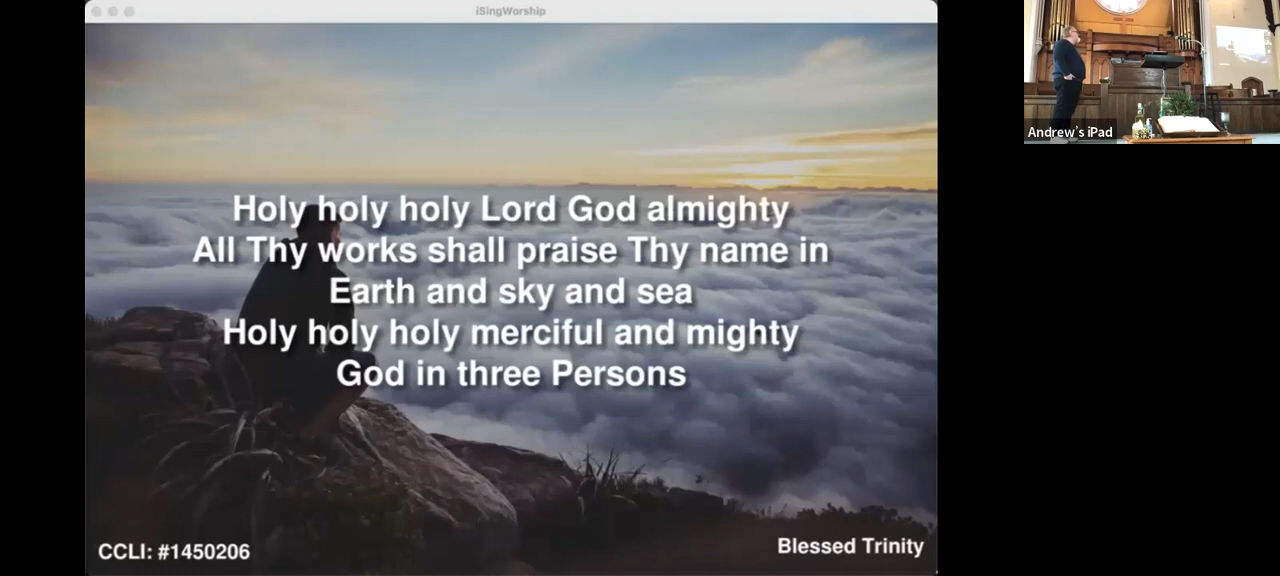 iSingWorship
Holy holy holy Lord God almighty
All Thy works shall praise Thy name in
Earth and sky and sea
Holy holy holy merciful and mighty
God in three Persons
CCLI: #1450206
Blessed Trinity
Andrew's iPad